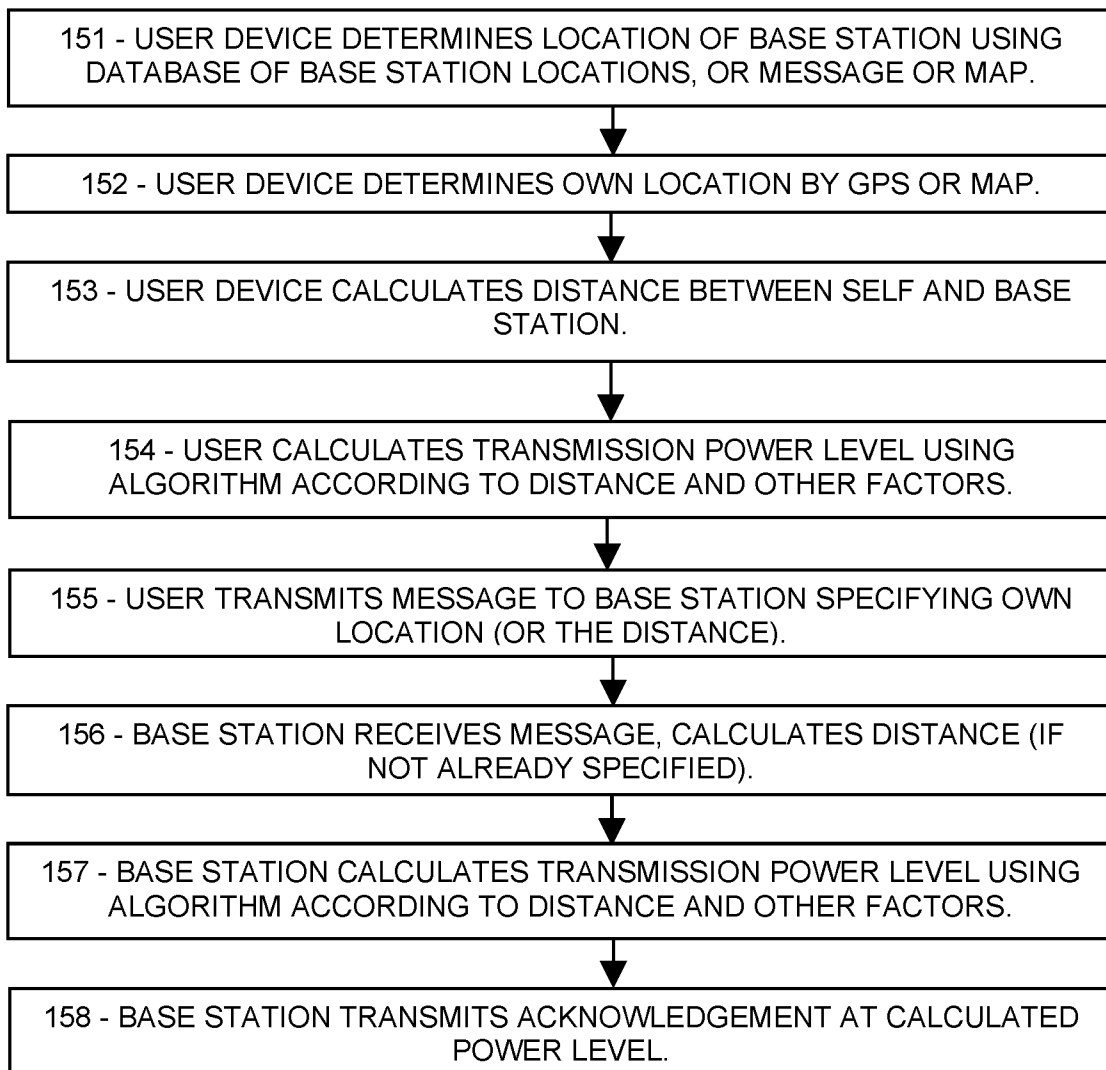 151 - USER DEVICE DETERMINES LOCATION OF BASE STATION USING
DATABASE OF BASE STATION LOCATIONS, OR MESSAGE OR MAP.
152 - USER DEVICE DETERMINES OWN LOCATION BY GPS OR MAP.
153 - USER DEVICE CALCULATES DISTANCE BETWEEN SELF AND BASE
STATION.
154 - USER CALCULATES TRANSMISSION POWER LEVEL USING
ALGORITHM ACCORDING TO DISTANCE AND OTHER FACTORS.
155 - USER TRANSMITS MESSAGE TO BASE STATION SPECIFYING OWN
LOCATION (OR THE DISTANCE).
156 - BASE STATION RECEIVES MESSAGE, CALCULATES DISTANCE (IF
NOT ALREADY SPECIFIED).
157 - BASE STATION CALCULATES TRANSMISSION POWER LEVEL USING
ALGORITHM ACCORDING TO DISTANCE AND OTHER FACTORS.
158 - BASE STATION TRANSMITS ACKNOWLEDGEMENT AT CALCULATED
POWER LEVEL.